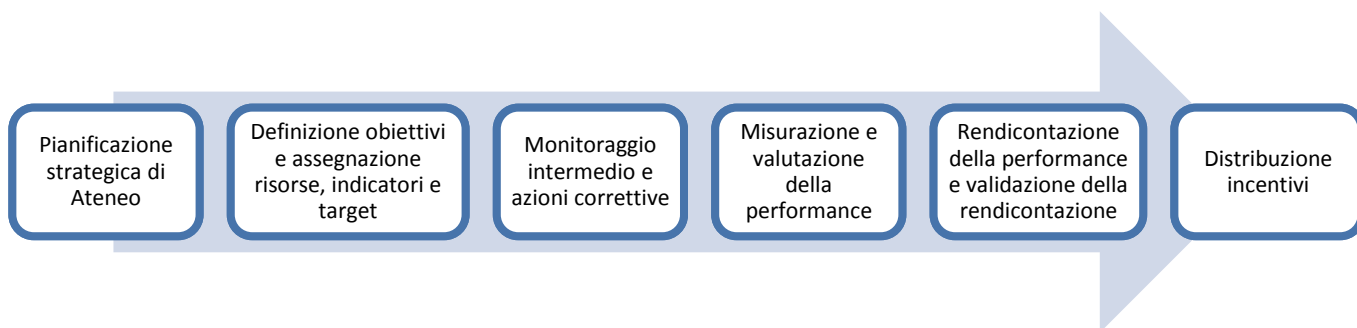 Pianificazione
strategica di
Ateneo
Definizione obiettivi
e assegnazione
risorse, indicatori e
target
Monitoraggio
intermedio e
azioni correttive
Misurazione e
valutazione
della
performance
Rendicontazione
della performance
e validazione della
rendicontazione
Distribuzione
incentivi